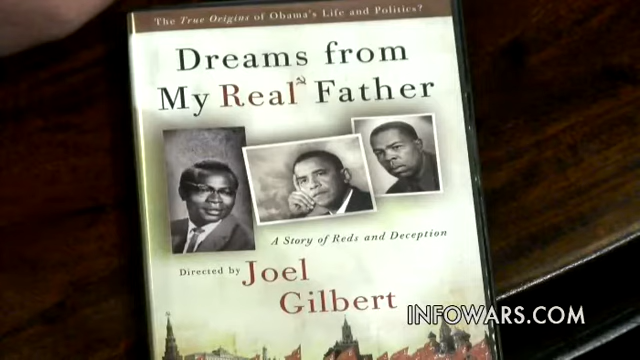 The True Origins of Obama's Life and Politics?
Dreams from
My Real Father
A Story of Reds and Deception
Directed by Joel
Gilbert
INFOWARS.COM